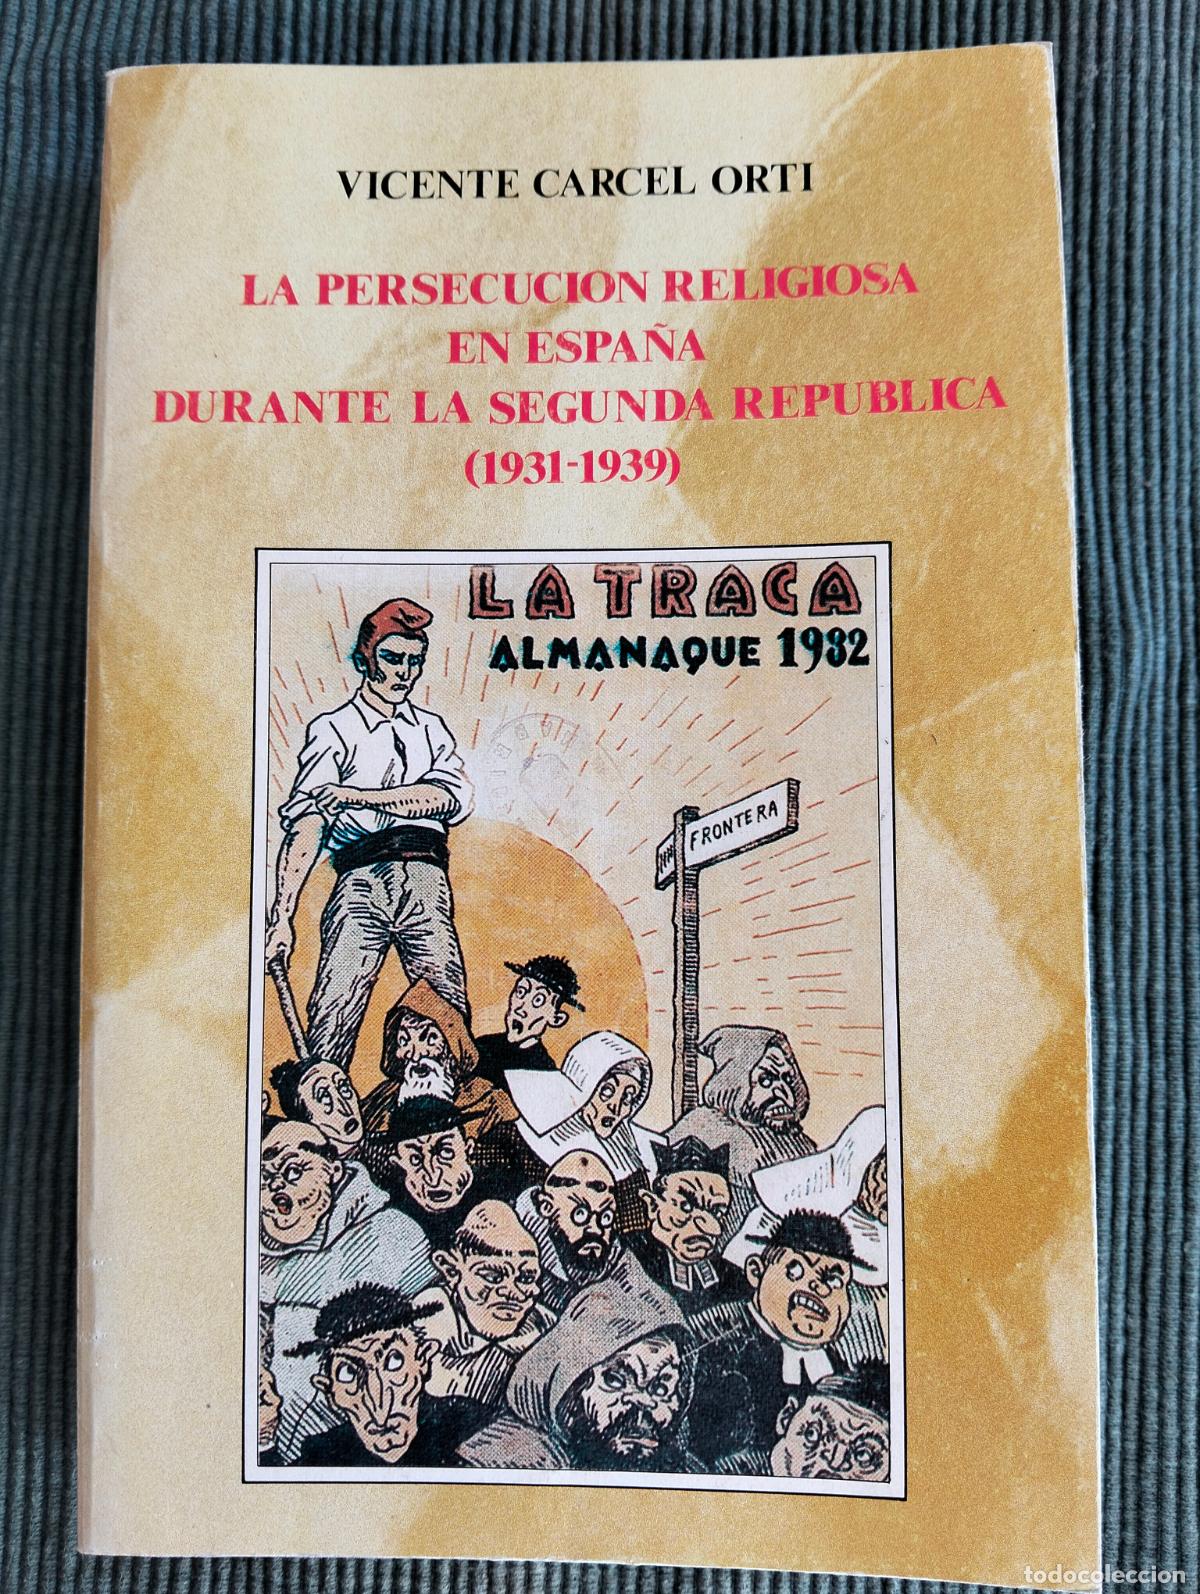 VICENTE CARCEL ORTI
LA PERSECUCION RELIGIOSA
EN ESPAÑA
DURANTE LA SEGUNDA REPUBLICA
(1931-1939)
LA TRACA
ALMANAQUE 1932
FRONTERA
todocoleccion